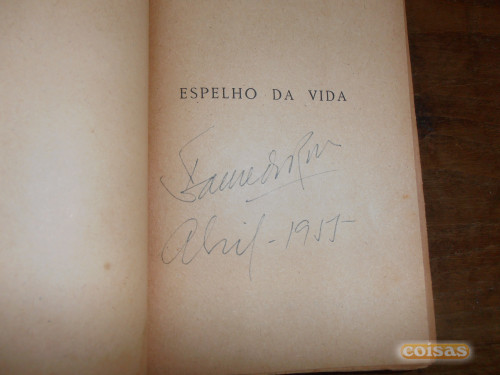 ESPELHO DA VIDA
Abril - 1955
coisas